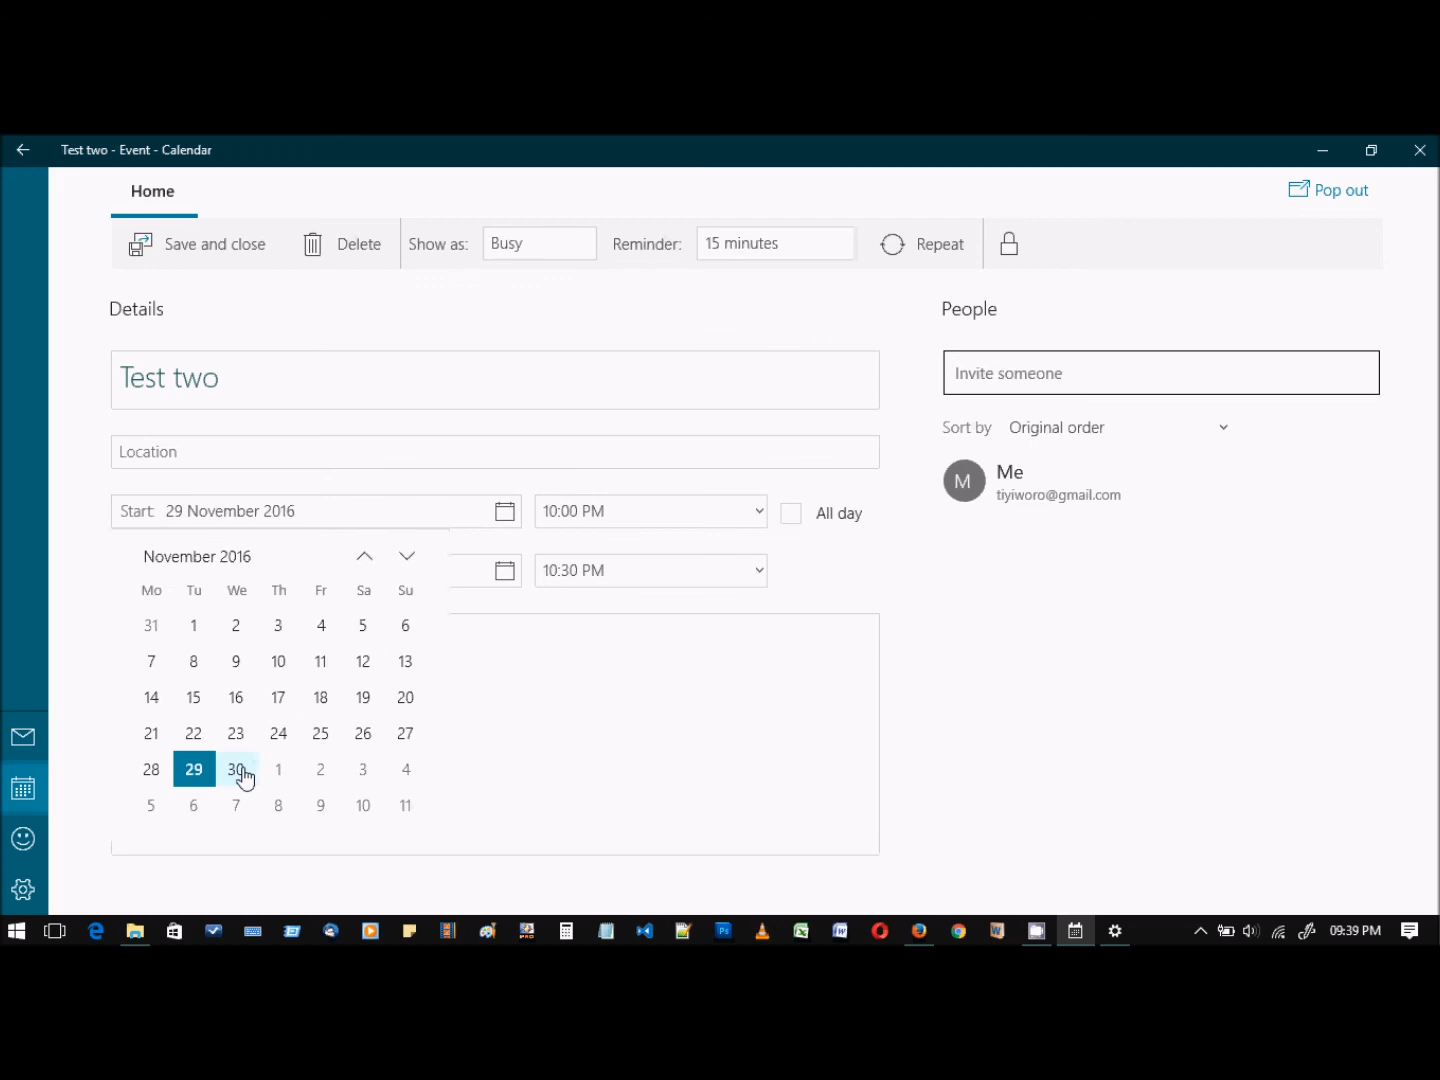 Test two - Event - Calendar
Home
Pop out
Save and close
Delete
Show as:
Busy
Reminder:
15 minutes
Repeat
Details
People
Test two
Invite someone
Location
Sort by Original order
M
Me
tiyiworo@gmail.com
Start: 29 November 2016
10:00 PM
All day
10:30 PM
November 2016
Mo Tu We Th Fr Sa Su
31 1 2 3 4 5 6
7 8 9 10 11 12 13
14 15 16 17 18 19 20
21 22 23 24 25 26 27
28 29 30 1 2 3 4
5 6 7 8 9 10 11
09:39 PM